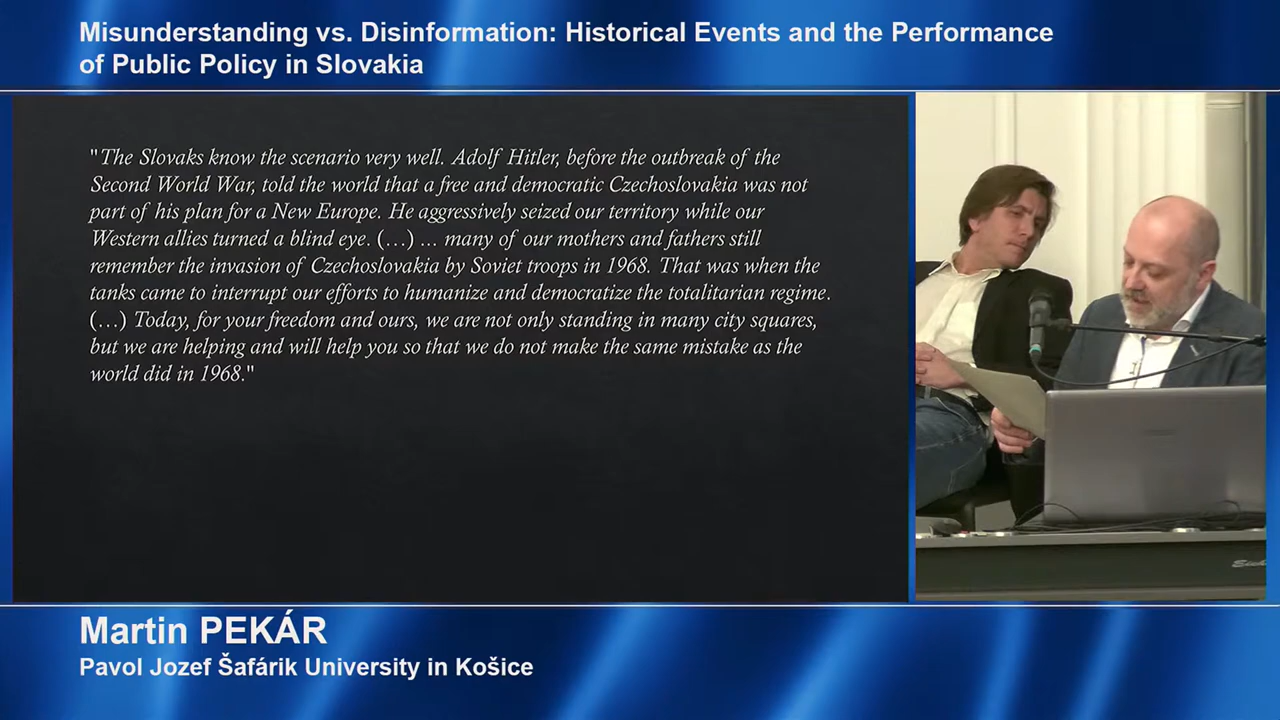 Misunderstanding vs. Disinformation: Historical Events and the Performance
of Public Policy in Slovakia
"The Slovaks know the scenario very well. Adolf Hitler, before the outbreak of the
Second World War, told the world that a free and democratic Czechoslovakia was not
part of his plan for a New Europe. He aggressively seized our territory while our
Western allies turned a blind eye. (…) ... many of our mothers and fathers still
remember the invasion of Czechoslovakia by Soviet troops in 1968. That was when the
tanks came to interrupt our efforts to humanize and democratize the totalitarian regime.
(…) Today, for your freedom and ours, we are not only standing in many city squares,
but we are helping and will help you so that we do not make the same mistake as the
world did in 1968."
Martin PEKÁR
Pavol Jozef Šafárik University in Košice